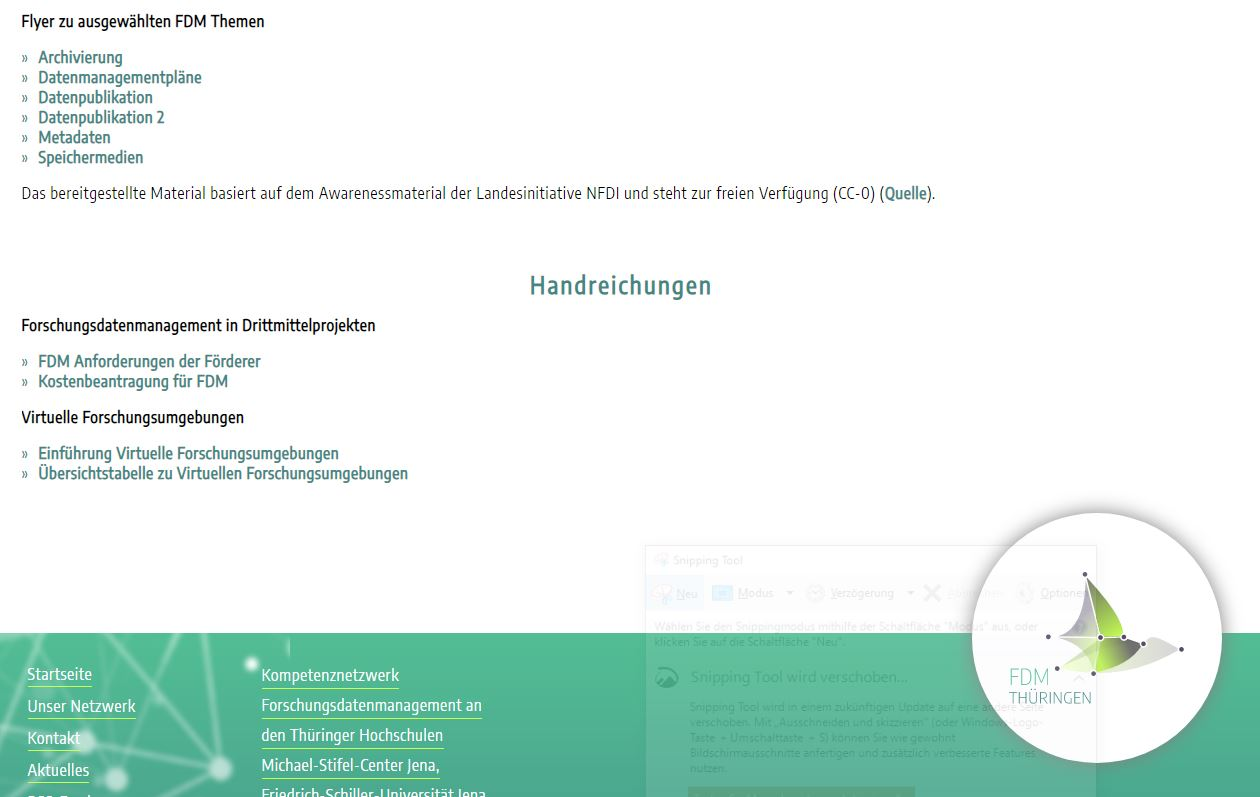 Flyer zu ausgewählten FDM Themen
» Archivierung
» Datenmanagementpläne
» Datenpublikation
» Datenpublikation 2
» Metadaten
» Speichermedien
Das bereitgestellte Material basiert auf dem Awarenessmaterial der Landesinitiative NFDI und steht zur freien Verfügung (CC-0) (Quelle).
Handreichungen
Forschungsdatenmanagement in Drittmittelprojekten
» FDM Anforderungen der Förderer
» Kostenbeantragung für FDM
Virtuelle Forschungsumgebungen
» Einführung Virtuelle Forschungsumgebungen
» Übersichtstabelle zu Virtuellen Forschungsumgebungen
Snipping Tool
Neu Modus Verzögerung Abbrechen Optionen
Wählen Sie den Snippingmodus mithilfe der Schaltfläche "Modus" aus, oder
klicken Sie auf die Schaltfläche "Neu".
Snipping Tool wird verschoben...
Snipping Tool wird in einem zukünftigen Update auf eine andere Seite
verschoben. Mit „Ausschneiden und skizzieren" (oder Windows-Logo-
Taste + Umschalttaste + S) können Sie wie gewohnt
Bildschirmausschnitte anfertigen und zusätzlich verbesserte Features
nutzen.
FDM
THÜRINGEN
Startseite
Unser Netzwerk
Kontakt
Aktuelles
Kompetenznetzwerk
Forschungsdatenmanagement an
den Thüringer Hochschulen
Michael-Stifel-Center Jena,
Friedrich-Schiller-Universität Jena